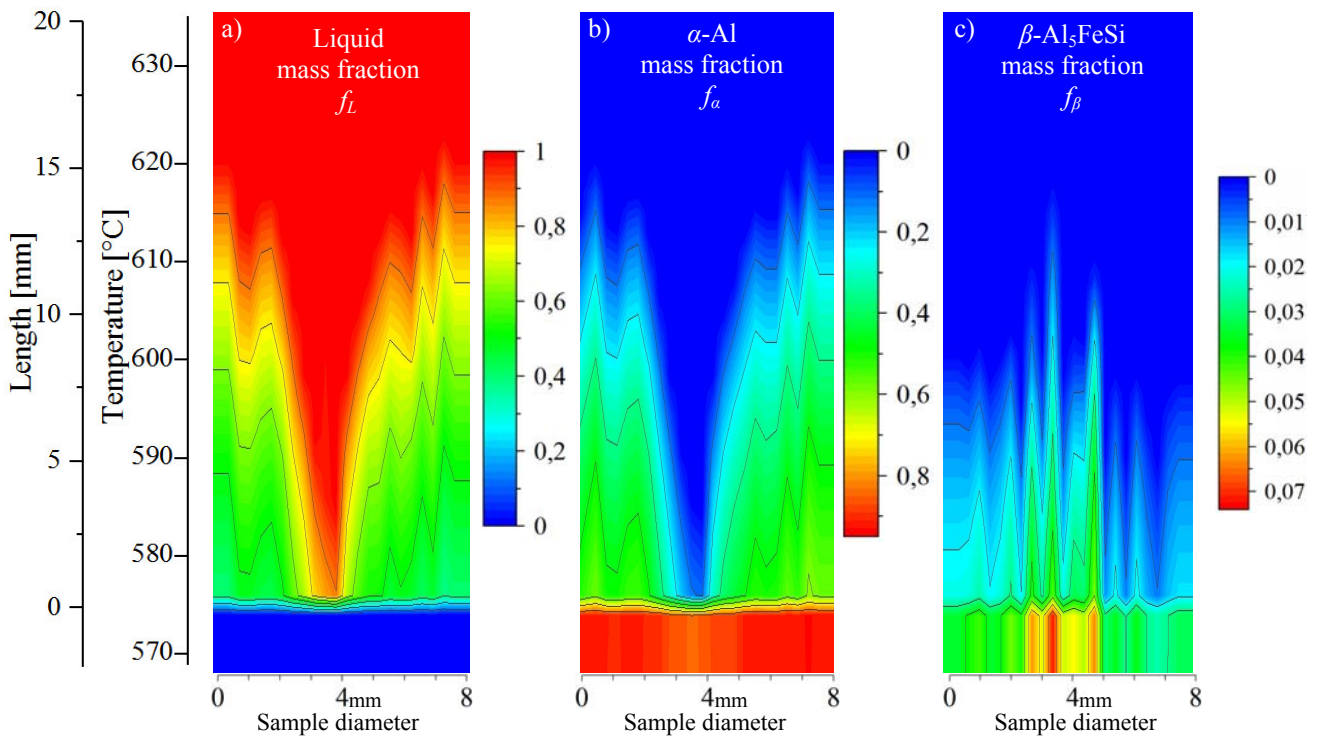 20
15
10
5
0
Length [mm]
630
620
610
600
590
580
570
Temperature [°C]
a)
Liquid
mass fraction
f_L
1
0,8
0,6
0,4
0,2
0
0
4mm
8
Sample diameter
b)
α-Al
mass fraction
f_α
0
0,2
0,4
0,6
0,8
0
4mm
8
Sample diameter
c)
β-Al₅FeSi
mass fraction
f_β
0
0,01
0,02
0,03
0,04
0,05
0,06
0,07
0
4mm
8
Sample diameter